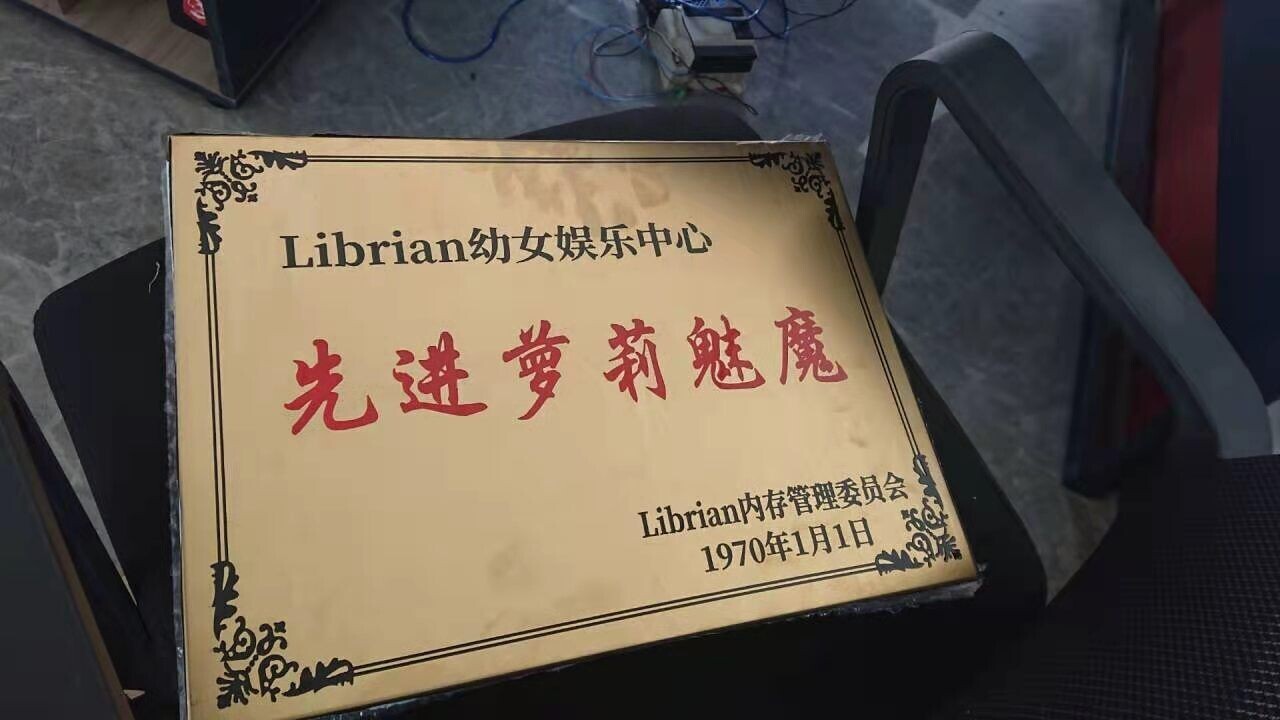 Librian幼女娱乐中心
先进萝莉魅魔
Librian内存管理委员会
1970年1月1日